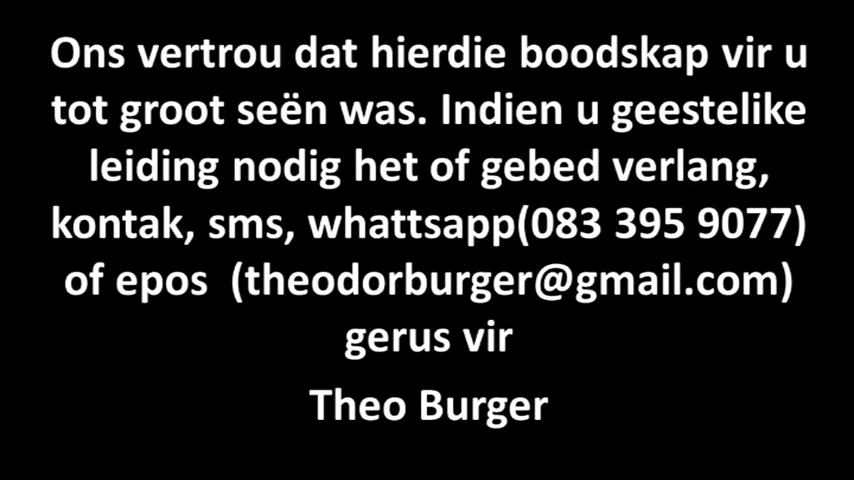 Ons vertrou dat hierdie boodskap vir u
tot groot seën was. Indien u geestelike
leiding nodig het of gebed verlang,
kontak, sms, whattsapp(083 395 9077)
of epos  (theodorburger@gmail.com)
gerus vir
Theo Burger